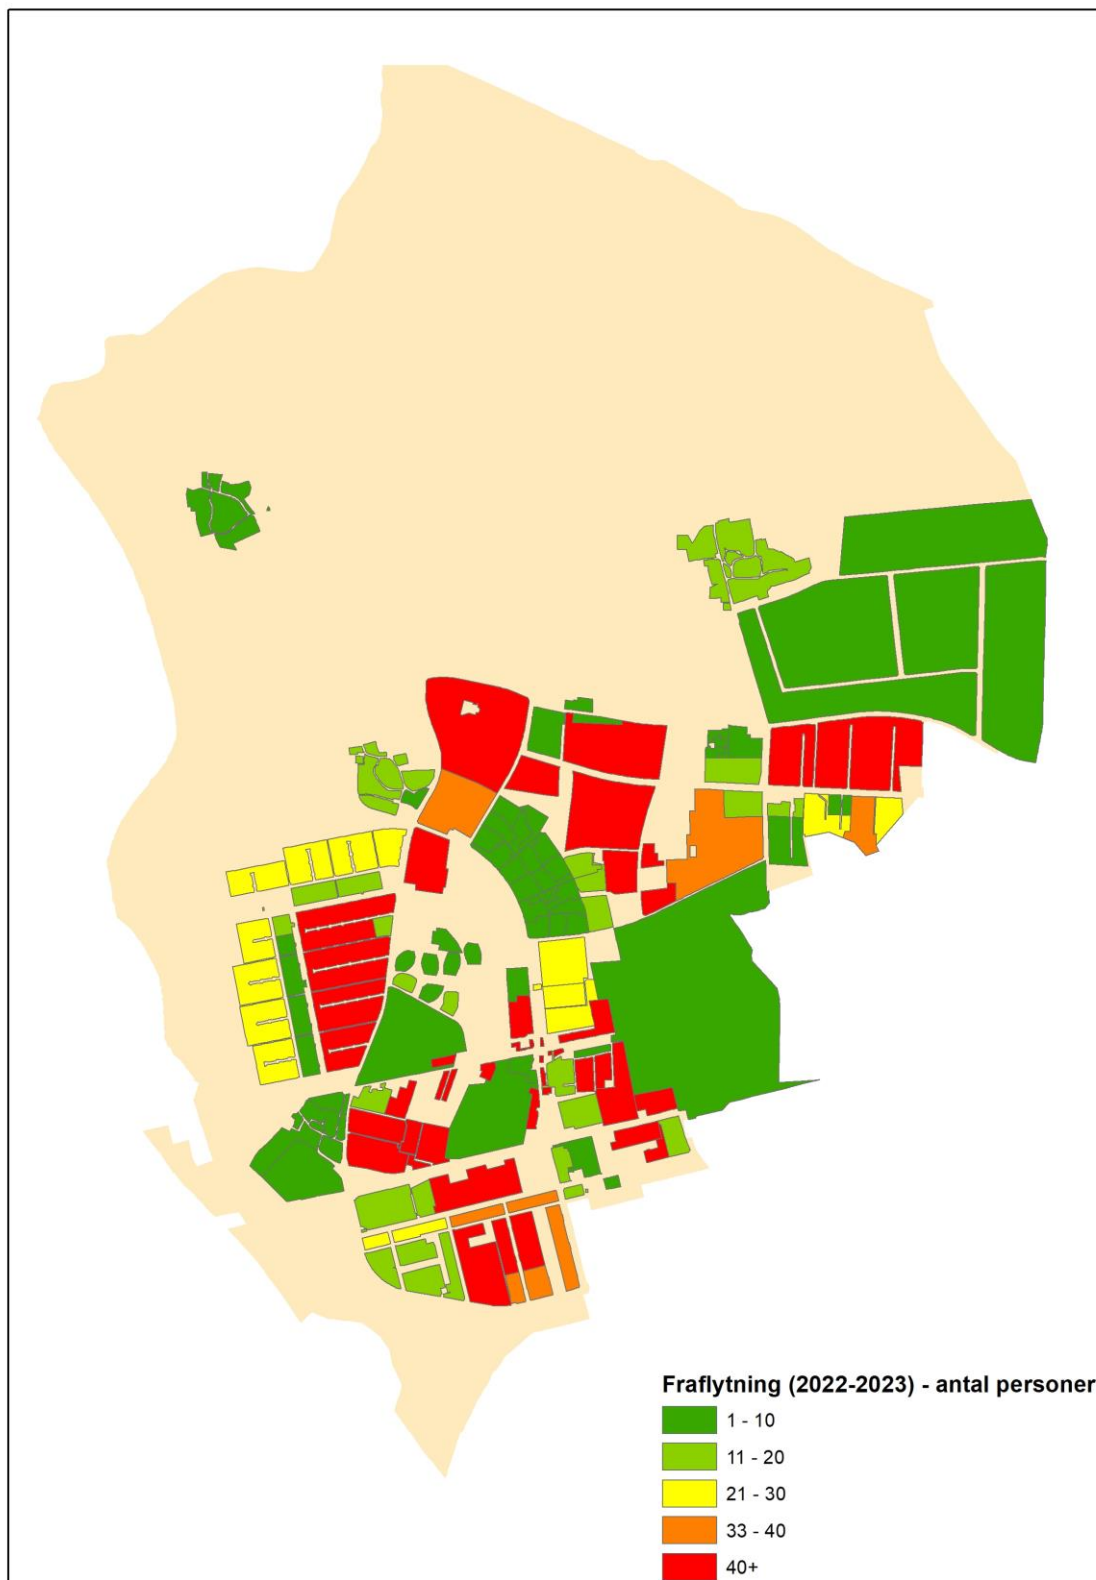 Fraflytning (2022-2023) - antal personer
1 - 10
11 - 20
21 - 30
33 - 40
40+